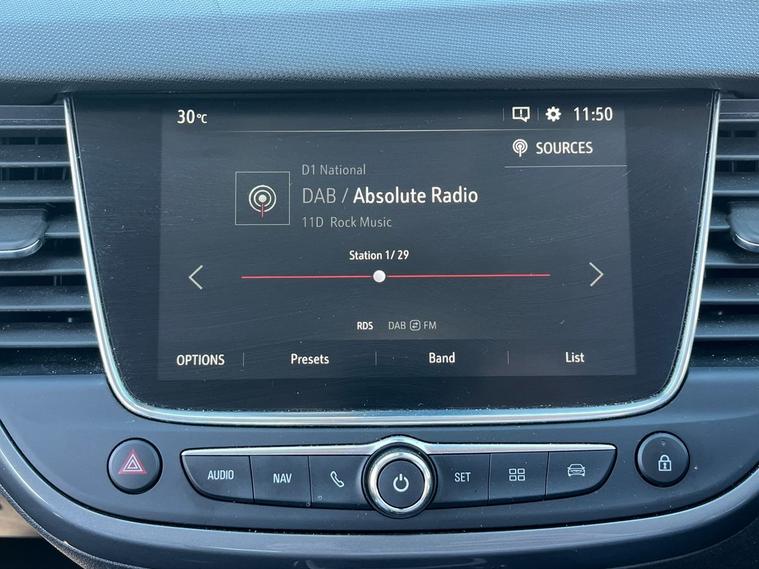 30°C
11:50
SOURCES
D1 National
DAB / Absolute Radio
11D Rock Music
Station 1/ 29
RDS DAB FM
OPTIONS Presets Band List
AUDIO NAV SET